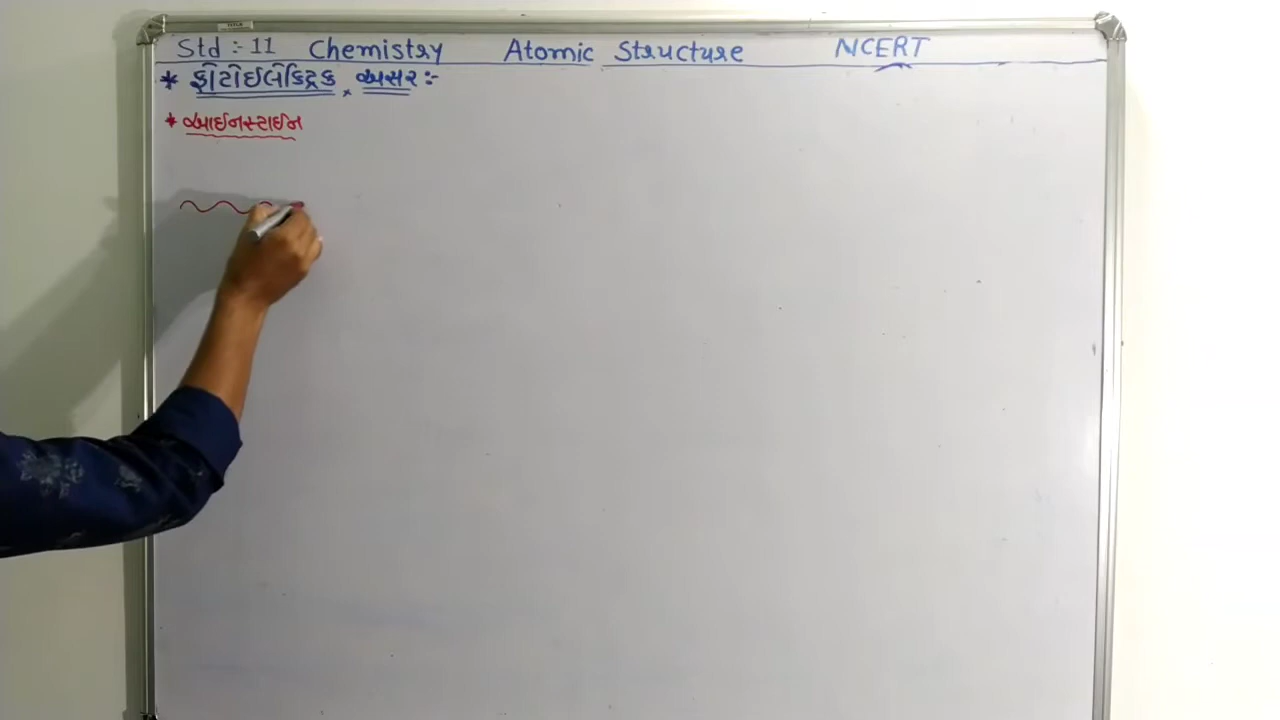 Std :- 11 Chemistry Atomic Structure NCERT
* ફોટોઈલેક્ટ્રિક અસર :-
* આઈનસ્ટાઈન